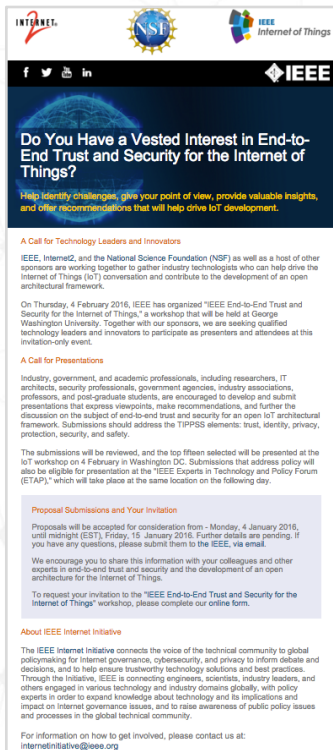 INTERNET
2
NSF
IEEE
Internet of Things
IEEE
Do You Have a Vested Interest in End-to-
End Trust and Security for the Internet of
Things?
Help identify challenges, give your point of view, provide valuable insights,
and offer recommendations that will help drive IoT development.
A Call for Technology Leaders and Innovators
IEEE, Internet2, and the National Science Foundation (NSF) as well as a host of other
sponsors are working together to gather industry technologists who can help drive the
Internet of Things (IoT) conversation and contribute to the development of an open
architectural framework.
On Thursday, 4 February 2016, IEEE has organized "IEEE End-to-End Trust and
Security for the Internet of Things," a workshop that will be held at George
Washington University. Together with our sponsors, we are seeking qualified
technology leaders and innovators to participate as presenters and attendees at this
invitation-only event.
A Call for Presentations
Industry, government, and academic professionals, including researchers, IT
architects, security professionals, government agencies, industry associations,
professors, and post-graduate students, are encouraged to develop and submit
presentations that express viewpoints, make recommendations, and further the
discussion on the subject of end-to-end trust and security for an open IoT architectural
framework. Submissions should address the TIPPSS elements: trust, identity, privacy,
protection, security, and safety.
The submissions will be reviewed, and the top fifteen selected will be presented at the
IoT workshop on 4 February in Washington DC. Submissions that address policy will
also be eligible for presentation at the "IEEE Experts in Technology and Policy Forum
(ETAP)," which will take place at the same location on the following day.
Proposal Submissions and Your Invitation
Proposals will be accepted for consideration from - Monday, 4 January 2016,
until midnight (EST), Friday, 15 January 2016. Further details are pending. If
you have any questions, please submit them to the IEEE, via email.
We encourage you to share this information with your colleagues and other
experts in end-to-end trust and security and the development of an open
architecture for the Internet of Things.
To request your invitation to the "IEEE End-to-End Trust and Security for the
Internet of Things" workshop, please complete our online form.
About IEEE Internet Initiative
The IEEE Internet Initiative connects the voice of the technical community to global
policymaking for Internet governance, cybersecurity, and privacy to inform debate and
decisions, and to help ensure trustworthy technology solutions and best practices.
Through the Initiative, IEEE is connecting engineers, scientists, industry leaders, and
others engaged in various technology and industry domains globally, with policy
experts in order to expand knowledge about technology and its implications and
impact on Internet governance issues, and to raise awareness of public policy issues
and processes in the global technical community.
For information on how to get involved, please contact us at:
internetinitiative@ieee.org